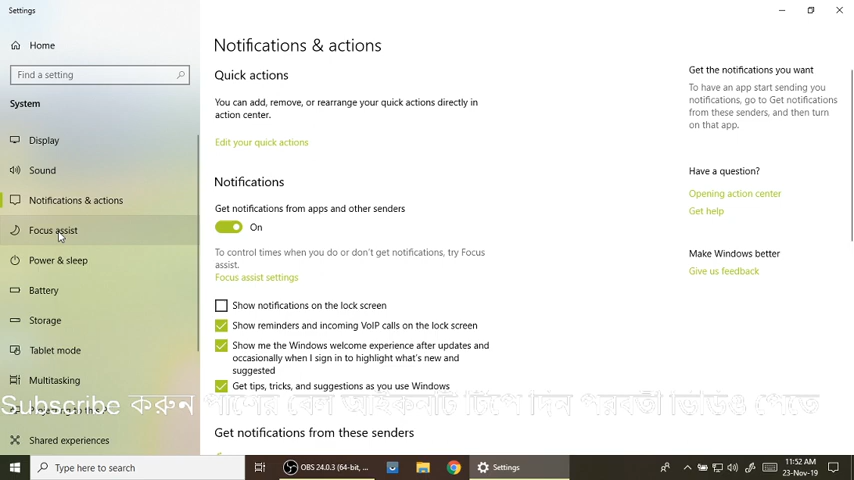 Settings
Home
Find a setting
System
Display
Sound
Notifications & actions
Focus assist
Power & sleep
Battery
Storage
Tablet mode
Multitasking
Shared experiences
Notifications & actions
Quick actions
You can add, remove, or rearrange your quick actions directly in
action center.
Edit your quick actions
Notifications
Get notifications from apps and other senders
On
To control times when you do or don't get notifications, try Focus
assist.
Focus assist settings
Show notifications on the lock screen
Show reminders and incoming VoIP calls on the lock screen
Show me the Windows welcome experience after updates and
occasionally when I sign in to highlight what's new and
suggested
Get tips, tricks, and suggestions as you use Windows
Subscribe করুন পাশের বেল আইকনটি টিপে দিন পরবর্তী ভিডিও পেতে
Get notifications from these senders
Get the notifications you want
To have an app start sending you
notifications, go to Get notifications
from these senders, and then turn
on that app.
Have a question?
Opening action center
Get help
Make Windows better
Give us feedback
Type here to search
OBS 24.0.3 (64-bit, ...
Settings
11:52 AM
23-Nov-19